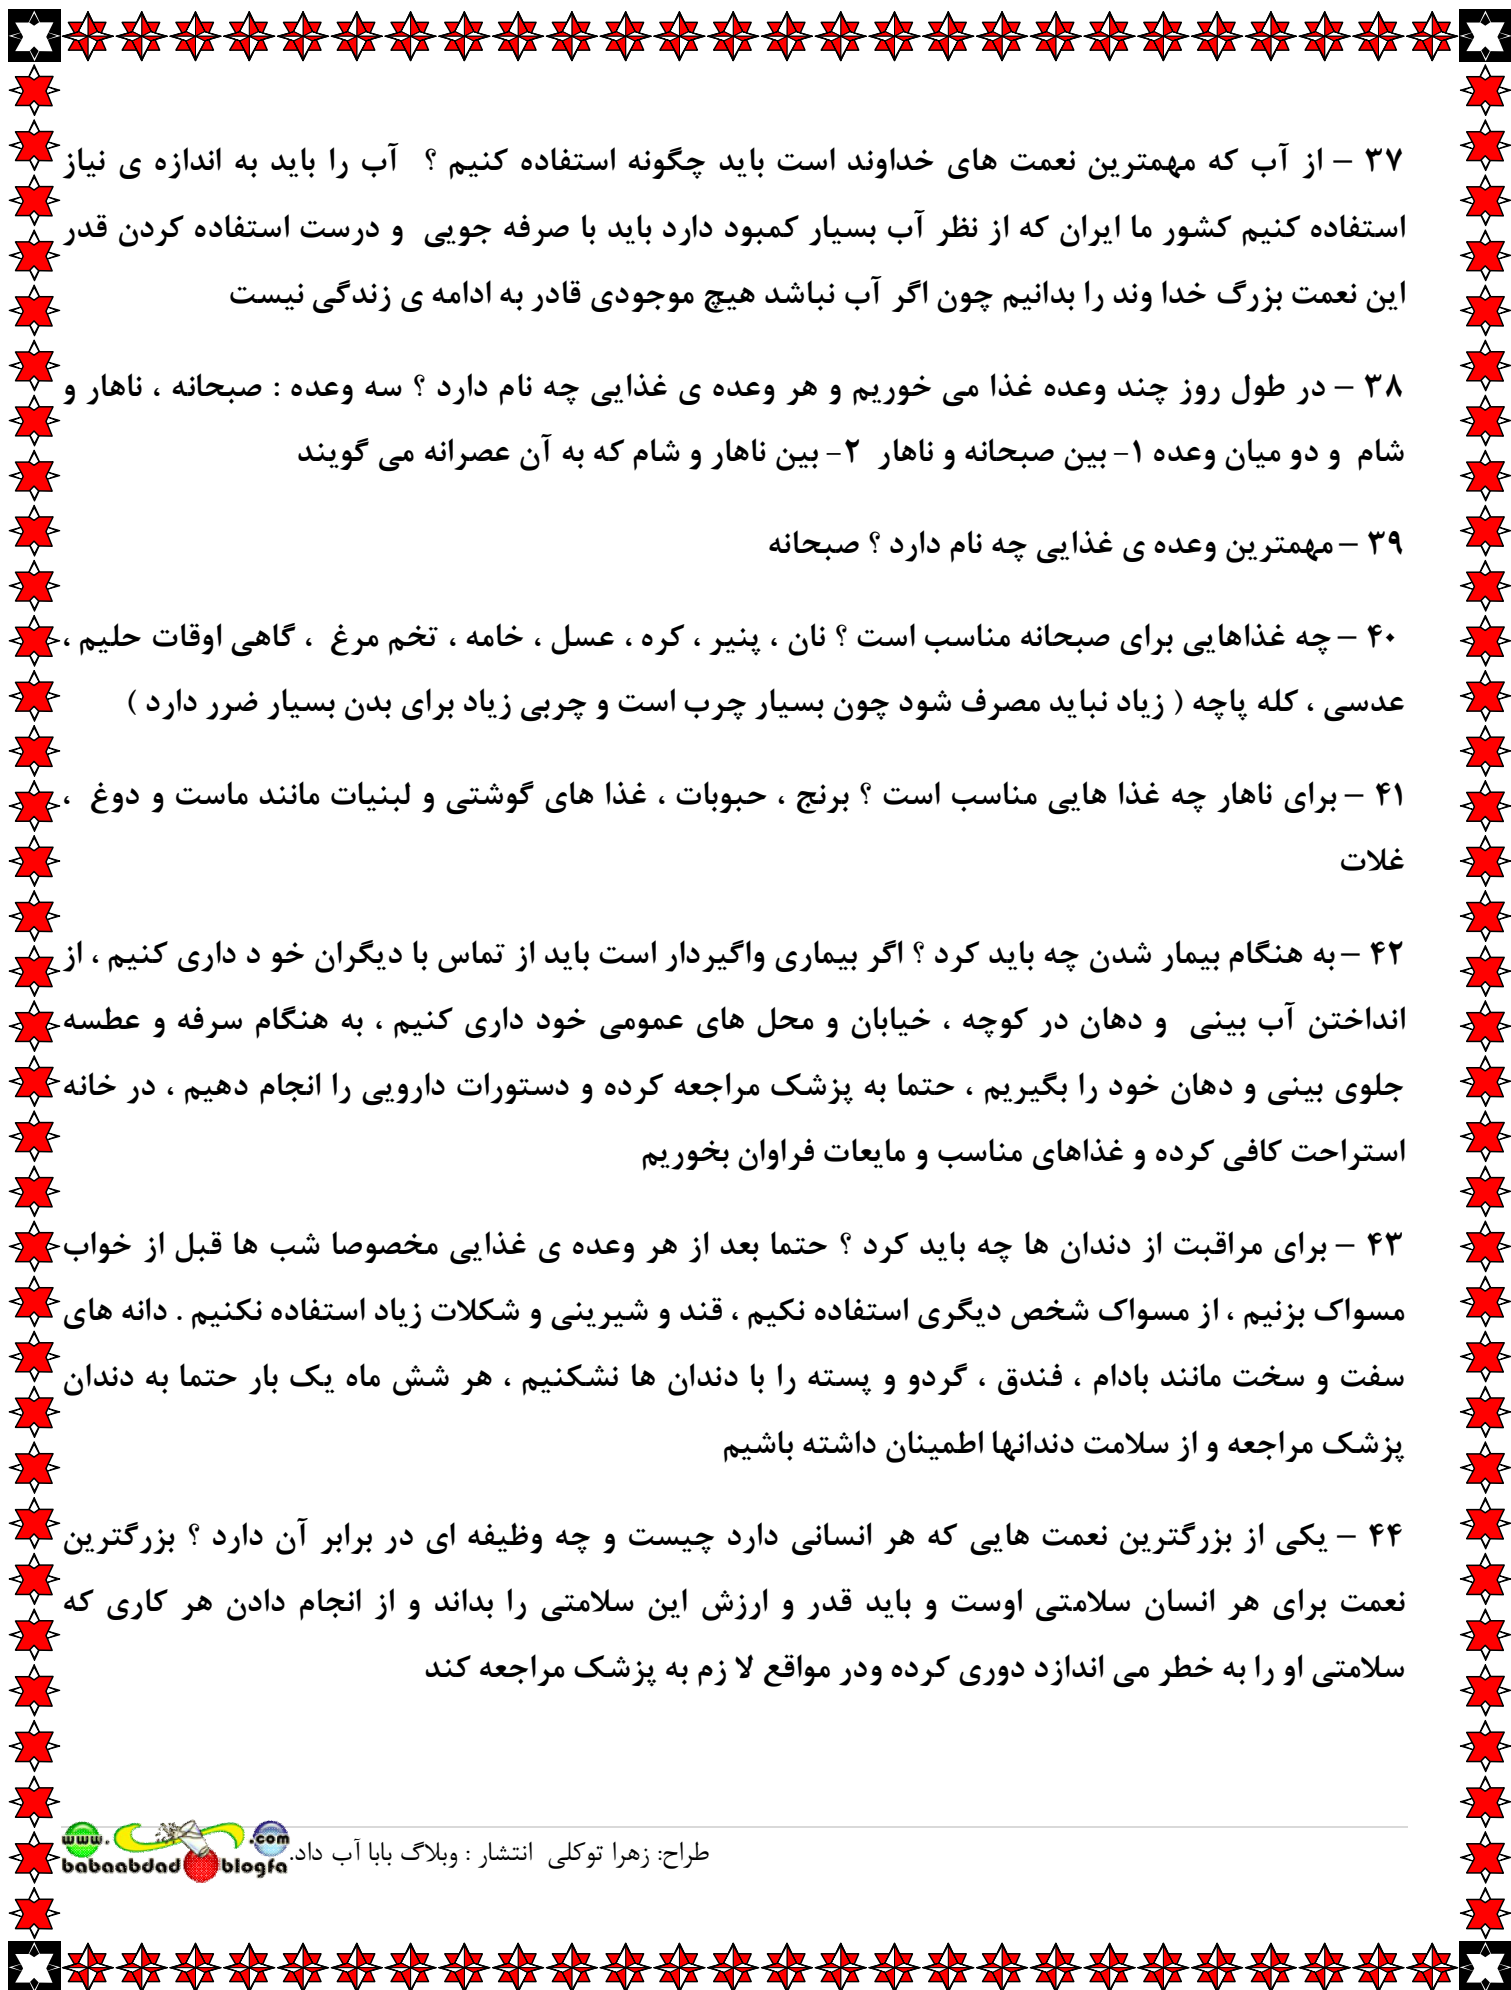 ۳۷ – از آب که مهمترین نعمت های خداوند است باید چگونه استفاده کنیم ؟ آب را باید به اندازه ی نیاز
استفاده کنیم کشور ما ایران که از نظر آب بسیار کمبود دارد باید با صرفه جویی و درست استفاده کردن قدر
این نعمت بزرگ خدا وند را بدانیم چون اگر آب نباشد هیچ موجودی قادر به ادامه ی زندگی نیست
۳۸ – در طول روز چند وعده غذا می خوریم و هر وعده ی غذایی چه نام دارد ؟ سه وعده : صبحانه ، ناهار و
شام و دو میان وعده ۱- بین صبحانه و ناهار ۲- بین ناهار و شام که به آن عصرانه می گویند
۳۹ – مهمترین وعده ی غذایی چه نام دارد ؟ صبحانه
۴۰ – چه غذاهایی برای صبحانه مناسب است ؟ نان ، پنیر ، کره ، عسل ، خامه ، تخم مرغ ، گاهی اوقات حلیم ،
عدسی ، کله پاچه ( زیاد نباید مصرف شود چون بسیار چرب است و چربی زیاد برای بدن بسیار ضرر دارد )
۴۱ – برای ناهار چه غذا هایی مناسب است ؟ برنج ، حبوبات ، غذا های گوشتی و لبنیات مانند ماست و دوغ ،
غلات
۴۲ – به هنگام بیمار شدن چه باید کرد ؟ اگر بیماری واگیردار است باید از تماس با دیگران خو د داری کنیم ، از
انداختن آب بینی و دهان در کوچه ، خیابان و محل های عمومی خود داری کنیم ، به هنگام سرفه و عطسه
جلوی بینی و دهان خود را بگیریم ، حتما به پزشک مراجعه کرده و دستورات دارویی را انجام دهیم ، در خانه
استراحت کافی کرده و غذاهای مناسب و مایعات فراوان بخوریم
۴۳ – برای مراقبت از دندان ها چه باید کرد ؟ حتما بعد از هر وعده ی غذایی مخصوصا شب ها قبل از خواب
مسواک بزنیم ، از مسواک شخص دیگری استفاده نکیم ، قند و شیرینی و شکلات زیاد استفاده نکنیم . دانه های
سفت و سخت مانند بادام ، فندق ، گردو و پسته را با دندان ها نشکنیم ، هر شش ماه یک بار حتما به دندان
پزشک مراجعه و از سلامت دندانها اطمینان داشته باشیم
۴۴ – یکی از بزرگترین نعمت هایی که هر انسانی دارد چیست و چه وظیفه ای در برابر آن دارد ؟ بزرگترین
نعمت برای هر انسان سلامتی اوست و باید قدر و ارزش این سلامتی را بداند و از انجام دادن هر کاری که
سلامتی او را به خطر می اندازد دوری کرده ودر مواقع لا زم به پزشک مراجعه کند
طراح: زهرا توکلی انتشار : وبلاگ بابا آب داد.
www. .com
babaabdad blogfa